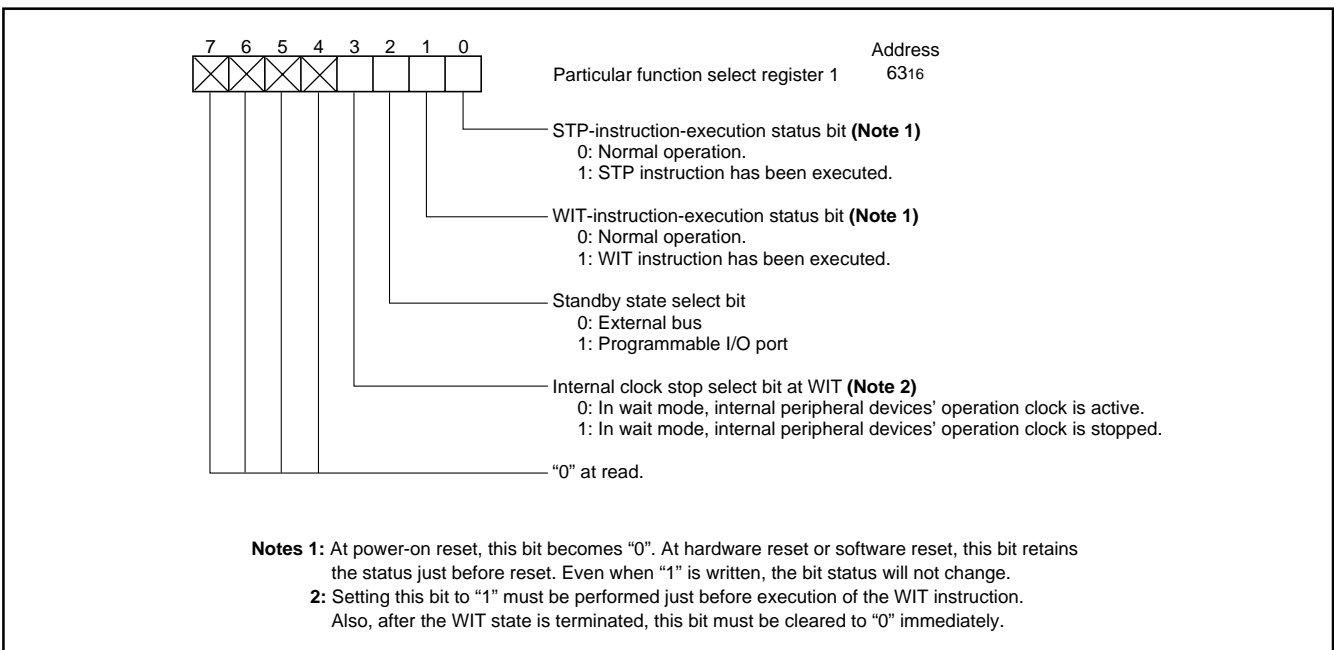 7 6 5 4 3 2 1 0
Address
Particular function select register 1 6316
STP-instruction-execution status bit (Note 1)
0: Normal operation.
1: STP instruction has been executed.
WIT-instruction-execution status bit (Note 1)
0: Normal operation.
1: WIT instruction has been executed.
Standby state select bit
0: External bus
1: Programmable I/O port
Internal clock stop select bit at WIT (Note 2)
0: In wait mode, internal peripheral devices’ operation clock is active.
1: In wait mode, internal peripheral devices’ operation clock is stopped.
“0” at read.
Notes 1: At power-on reset, this bit becomes “0”. At hardware reset or software reset, this bit retains
the status just before reset. Even when “1” is written, the bit status will not change.
2: Setting this bit to “1” must be performed just before execution of the WIT instruction.
Also, after the WIT state is terminated, this bit must be cleared to “0” immediately.